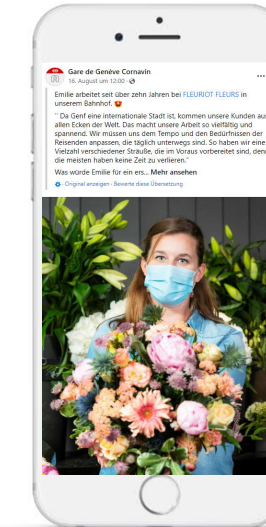 Gare de Genève Cornavin
16. August um 12:00 ·
Emilie arbeitet seit über zehn Jahren bei FLEURIOT FLEURS in
unserem Bahnhof.
" Da Genf eine internationale Stadt ist, kommen unsere Kunden aus
allen Ecken der Welt. Das macht unsere Arbeit so vielfältig und
spannend. Wir müssen uns dem Tempo und den Bedürfnissen der
Reisenden anpassen, die täglich unterwegs sind. So haben wir eine
Vielzahl verschiedener Sträuße, die im Voraus vorbereitet sind, denn
die meisten haben keine Zeit zu verlieren."
Was würde Emilie für ein ers... Mehr ansehen
· Original anzeigen · Bewerte diese Übersetzung